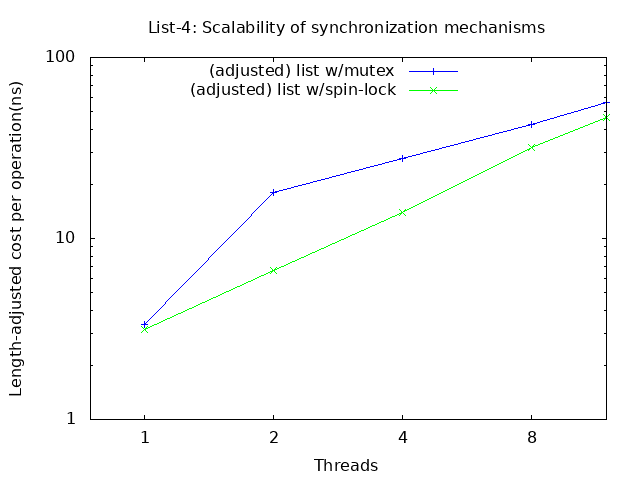 List-4: Scalability of synchronization mechanisms
(adjusted) list w/mutex
(adjusted) list w/spin-lock
Length-adjusted cost per operation(ns)
100
10
1
1 2 4 8
Threads